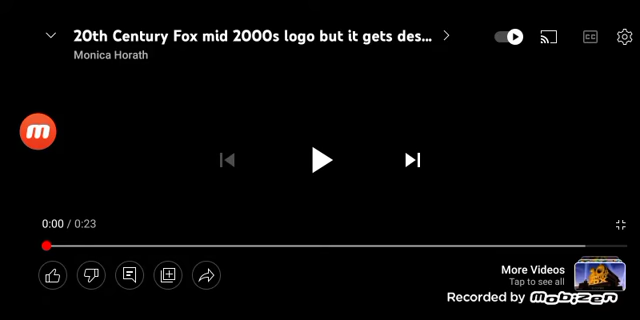 20th Century Fox mid 2000s logo but it gets des...
Monica Horath
CC
m
0:00 / 0:23
More Videos
Tap to see all
Recorded by mobizen